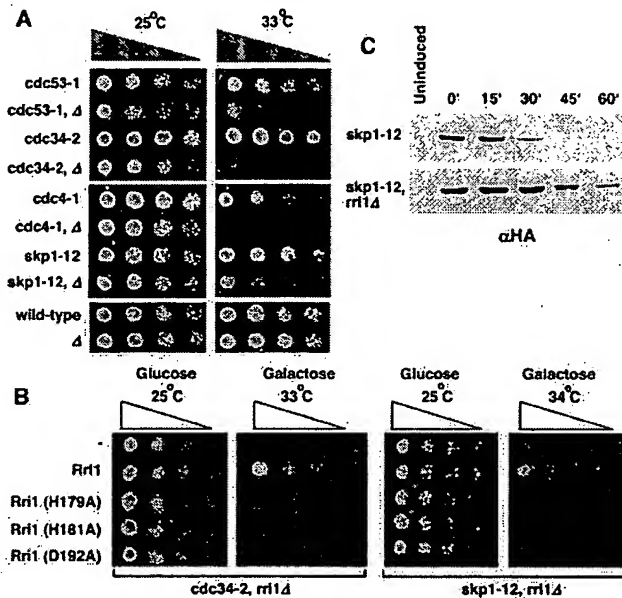 A
25°C
33°C
cdc53-1
cdc53-1, Δ
cdc34-2
cdc34-2, Δ
cdc4-1
cdc4-1, Δ
skp1-12
skp1-12, Δ
wild-type
Δ
C
Uninduced
0' 15' 30' 45' 60'
skp1-12
skp1-12,
rri1Δ
αHA
B
Glucose
25°C
Galactose
33°C
Glucose
25°C
Galactose
34°C
-
Rri1
Rri1 (H179A)
Rri1 (H181A)
Rri1 (D192A)
cdc34-2, rri1Δ
skp1-12, rri1Δ